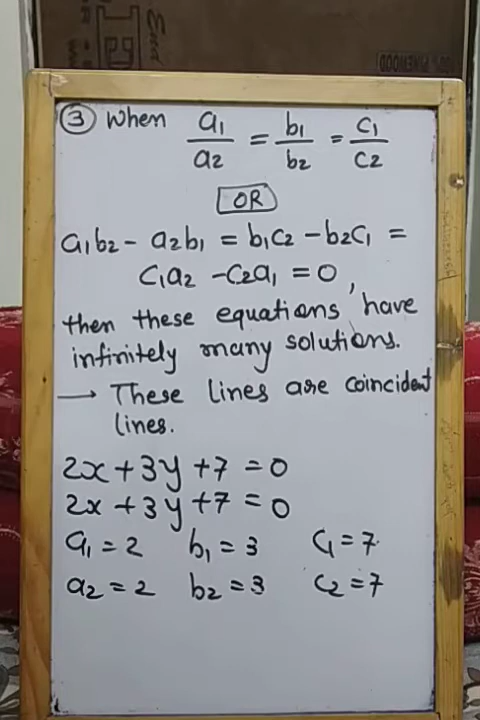 ③ When a₁/a₂ = b₁/b₂ = c₁/c₂
OR
a₁b₂ - a₂b₁ = b₁c₂ - b₂c₁ =
c₁a₂ - c₂a₁ = 0,
then these equations have
infinitely many solutions.
→ These lines are coincident
lines.
2x + 3y + 7 = 0
2x + 3y + 7 = 0
a₁ = 2 b₁ = 3 c₁ = 7
a₂ = 2 b₂ = 3 c₂ = 7